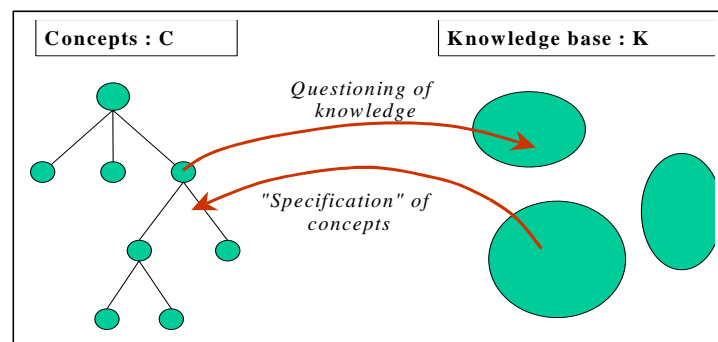 Concepts : C
Knowledge base : K
Questioning of
knowledge
"Specification" of
concepts